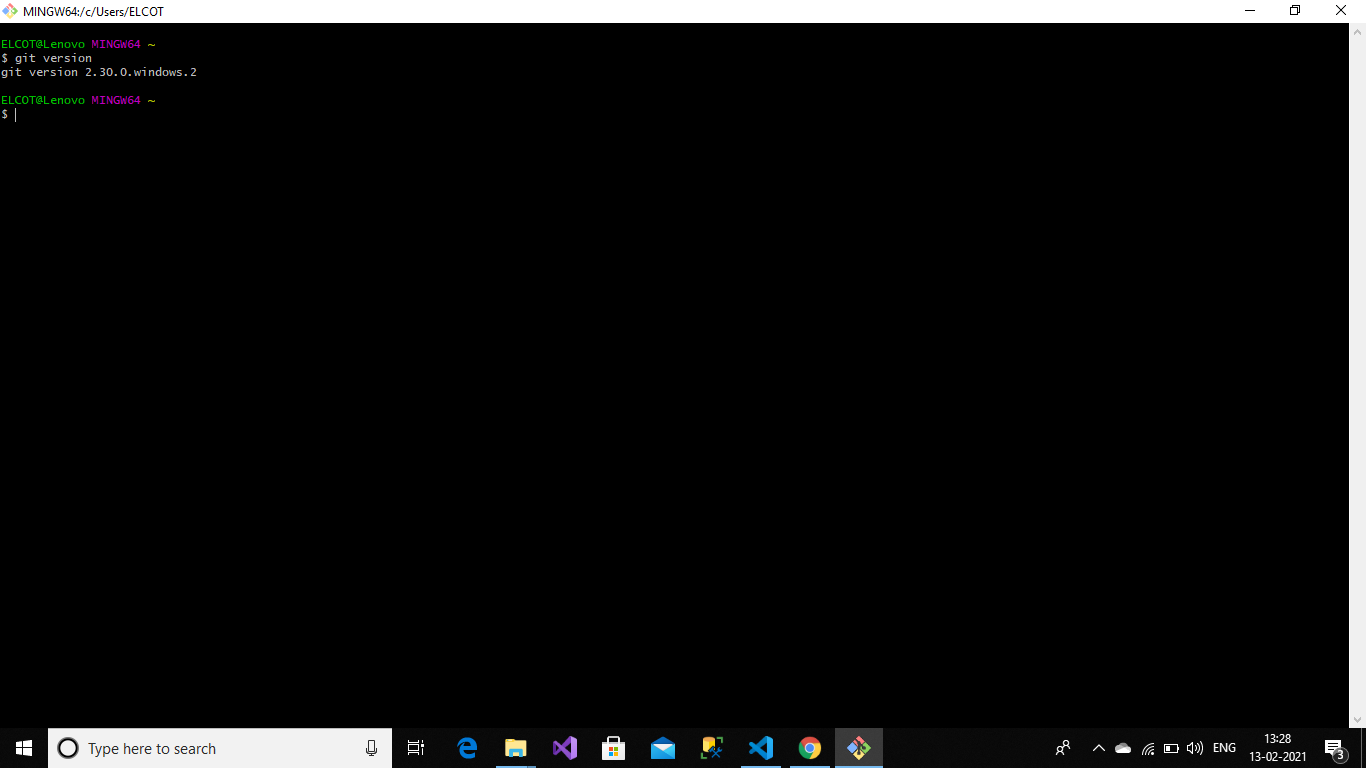 MINGW64:/c/Users/ELCOT
ELCOT@Lenovo MINGW64 ~
$ git version
git version 2.30.0.windows.2
ELCOT@Lenovo MINGW64 ~
$
Type here to search
ENG
13:28
13-02-2021
3